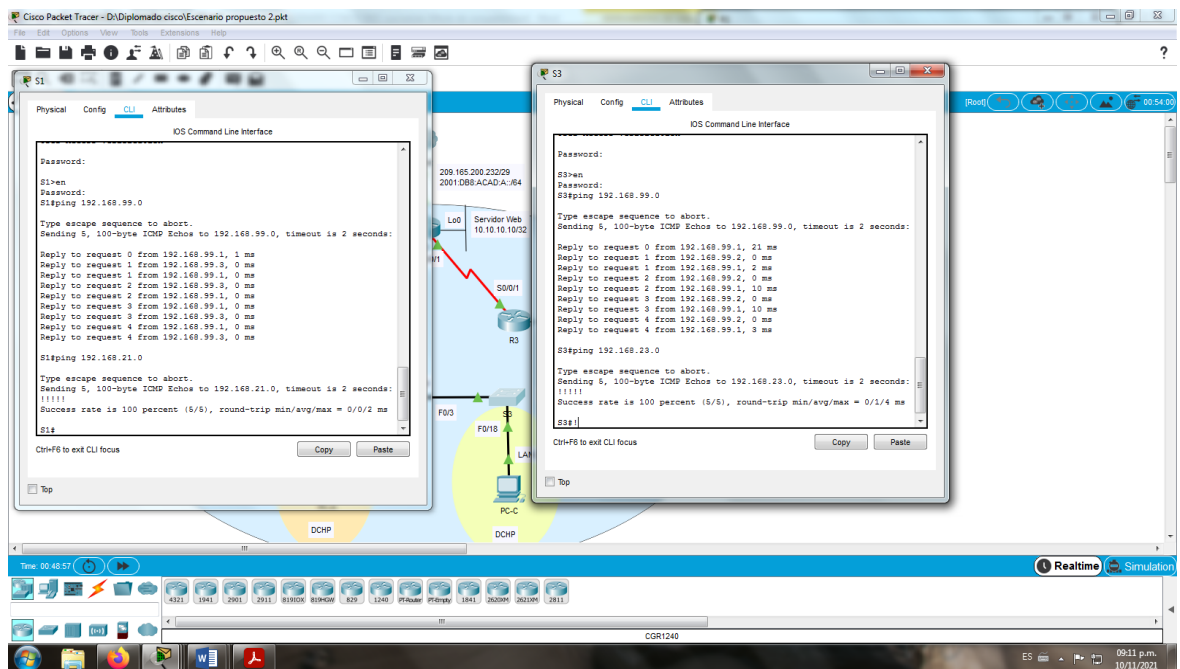 Cisco Packet Tracer - D:\Diplomado cisco\Escenario propuesto 2.pkt
File Edit Options View Tools Extensions Help
?
[Root]
00:54:00
S1
Physical Config CLI Attributes
IOS Command Line Interface
Password:
S1>en
Password:
S1#ping 192.168.99.0
Type escape sequence to abort.
Sending 5, 100-byte ICMP Echos to 192.168.99.0, timeout is 2 seconds:
Reply to request 0 from 192.168.99.1, 1 ms
Reply to request 1 from 192.168.99.3, 0 ms
Reply to request 1 from 192.168.99.1, 0 ms
Reply to request 2 from 192.168.99.3, 0 ms
Reply to request 2 from 192.168.99.1, 0 ms
Reply to request 3 from 192.168.99.1, 0 ms
Reply to request 3 from 192.168.99.3, 0 ms
Reply to request 4 from 192.168.99.1, 0 ms
Reply to request 4 from 192.168.99.3, 0 ms
S1#ping 192.168.21.0
Type escape sequence to abort.
Sending 5, 100-byte ICMP Echos to 192.168.21.0, timeout is 2 seconds:
!!!!!
Success rate is 100 percent (5/5), round-trip min/avg/max = 0/0/2 ms
S1#
Ctrl+F6 to exit CLI focus
Copy Paste
Top
209.165.200.232/29
2001:DB8:ACAD:A::/64
Lo0
Servidor Web
10.10.10.10/32
S0/0/1
R3
F0/3
S3
F0/18
PC-C
DCHP
DCHP
S3
Physical Config CLI Attributes
IOS Command Line Interface
Password:
S3>en
Password:
S3#ping 192.168.99.0
Type escape sequence to abort.
Sending 5, 100-byte ICMP Echos to 192.168.99.0, timeout is 2 seconds:
Reply to request 0 from 192.168.99.1, 21 ms
Reply to request 1 from 192.168.99.2, 0 ms
Reply to request 1 from 192.168.99.1, 2 ms
Reply to request 2 from 192.168.99.2, 0 ms
Reply to request 2 from 192.168.99.1, 10 ms
Reply to request 3 from 192.168.99.2, 0 ms
Reply to request 3 from 192.168.99.1, 10 ms
Reply to request 4 from 192.168.99.2, 0 ms
Reply to request 4 from 192.168.99.1, 3 ms
S3#ping 192.168.23.0
Type escape sequence to abort.
Sending 5, 100-byte ICMP Echos to 192.168.23.0, timeout is 2 seconds:
!!!!!
Success rate is 100 percent (5/5), round-trip min/avg/max = 0/1/4 ms
S3#!
Ctrl+F6 to exit CLI focus
Copy Paste
Top
Time: 00:48:57
Realtime Simulation
4321 1941 2901 2911 819IOX 819HGW 829 1240 PT-Router PT-Empty 1841 2620XM 2621XM 2811
CGR1240
ES
09:11 p.m.
10/11/2021